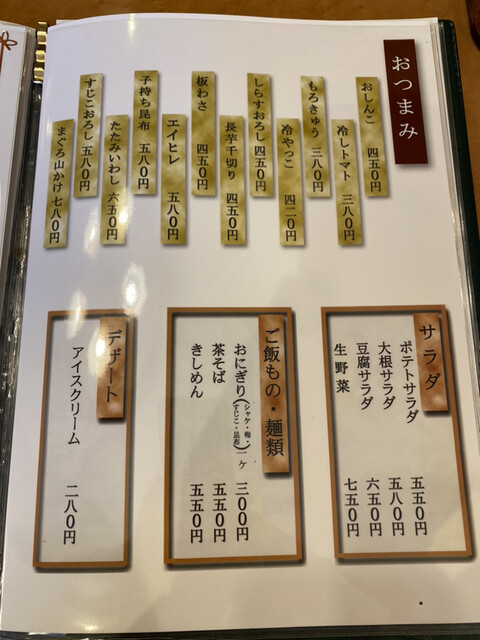 おつまみ
おしんこ 四五〇円
冷しトマト 三八〇円
もろきゅう 三八〇円
冷やっこ 四二〇円
しらすおろし 四五〇円
長芋千切り 四五〇円
板わさ 四五〇円
エイヒレ 五八〇円
子持ち昆布 五八〇円
たたみいわし 六五〇円
すじこおろし 五八〇円
まぐろ山かけ 七八〇円
サラダ
ポテトサラダ 五五〇円
大根サラダ 五八〇円
豆腐サラダ 六五〇円
生野菜 七五〇円
ご飯もの・麺類
おにぎり(シャケ・梅・すじこ・昆布)一ヶ 三〇〇円
茶そば 五五〇円
きしめん 五五〇円
デザート
アイスクリーム 二八〇円